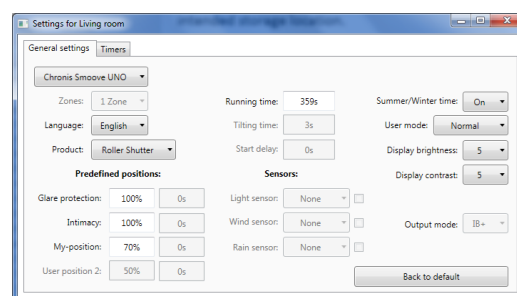 intended storage location.
Settings for Living room
General settings Timers
Chronis Smoove UNO
Zones: 1 Zone Running time: 359s Summer/Winter time: On
Language: English Tilting time: 3s User mode: Normal
Product: Roller Shutter Start delay: 0s Display brightness: 5
Predefined positions: Sensors: Display contrast: 5
Glare protection: 100% 0s Light sensor: None
Intimacy: 100% 0s Wind sensor: None Output mode: IB+
My-position: 70% 0s Rain sensor: None
User position 2: 50% 0s Back to default